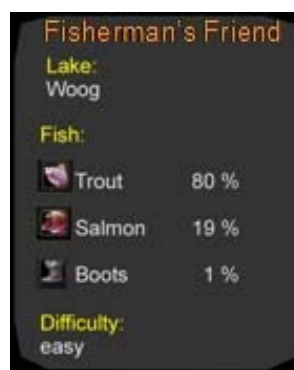 Fisherman's Friend
Lake:
Woog
Fish:
Trout 80 %
Salmon 19 %
Boots 1 %
Difficulty:
easy